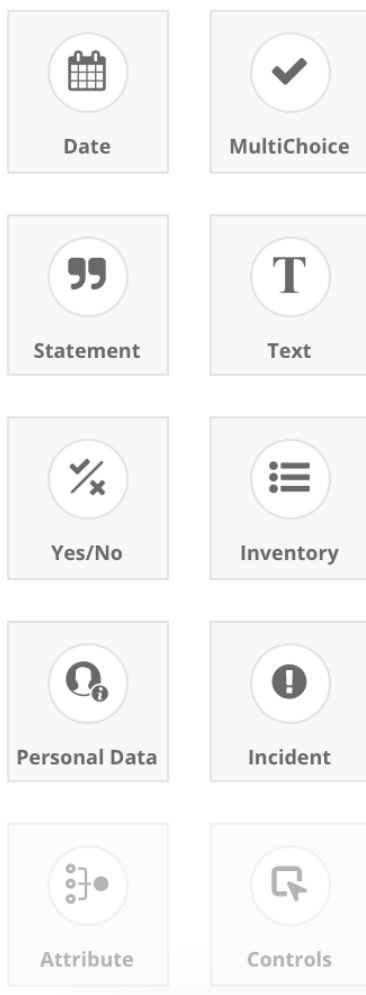 Date
MultiChoice
Statement
Text
Yes/No
Inventory
Personal Data
Incident
Attribute
Controls